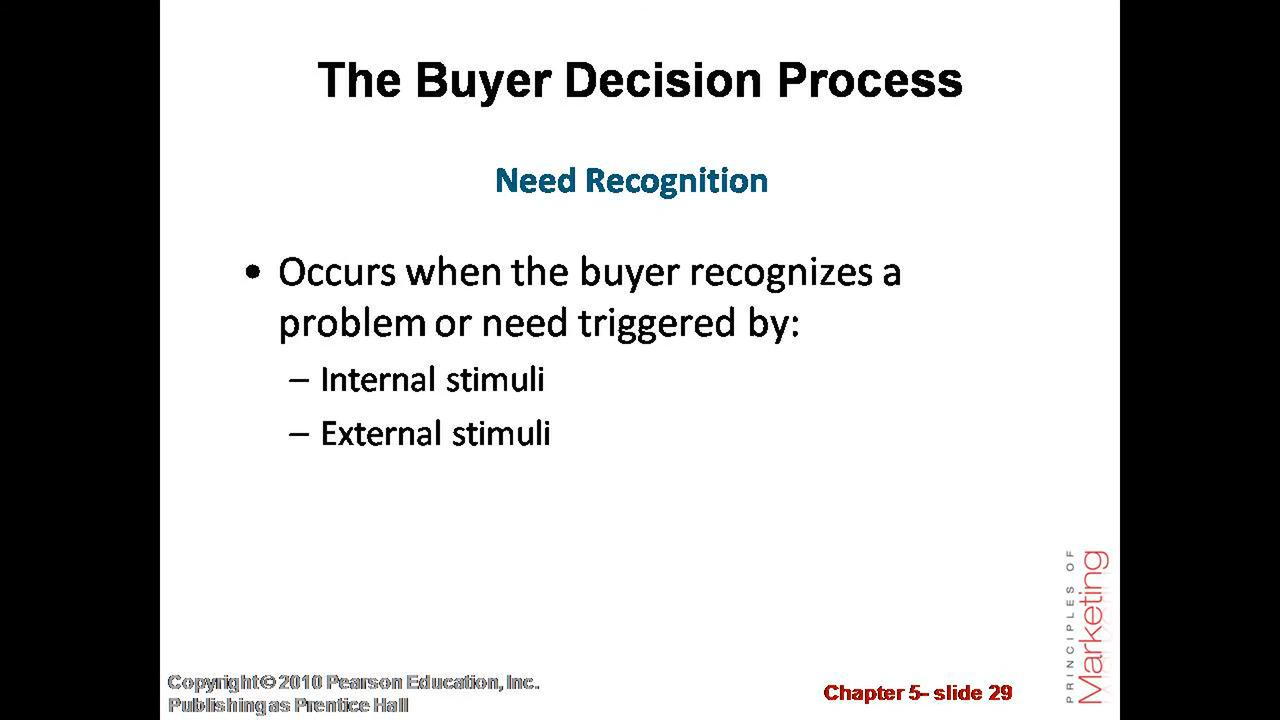 The Buyer Decision Process
Need Recognition
• Occurs when the buyer recognizes a
problem or need triggered by:
– Internal stimuli
– External stimuli
PRINCIPLES OF
Marketing
Copyright © 2010 Pearson Education, Inc.
Publishing as Prentice Hall
Chapter 5- slide 29